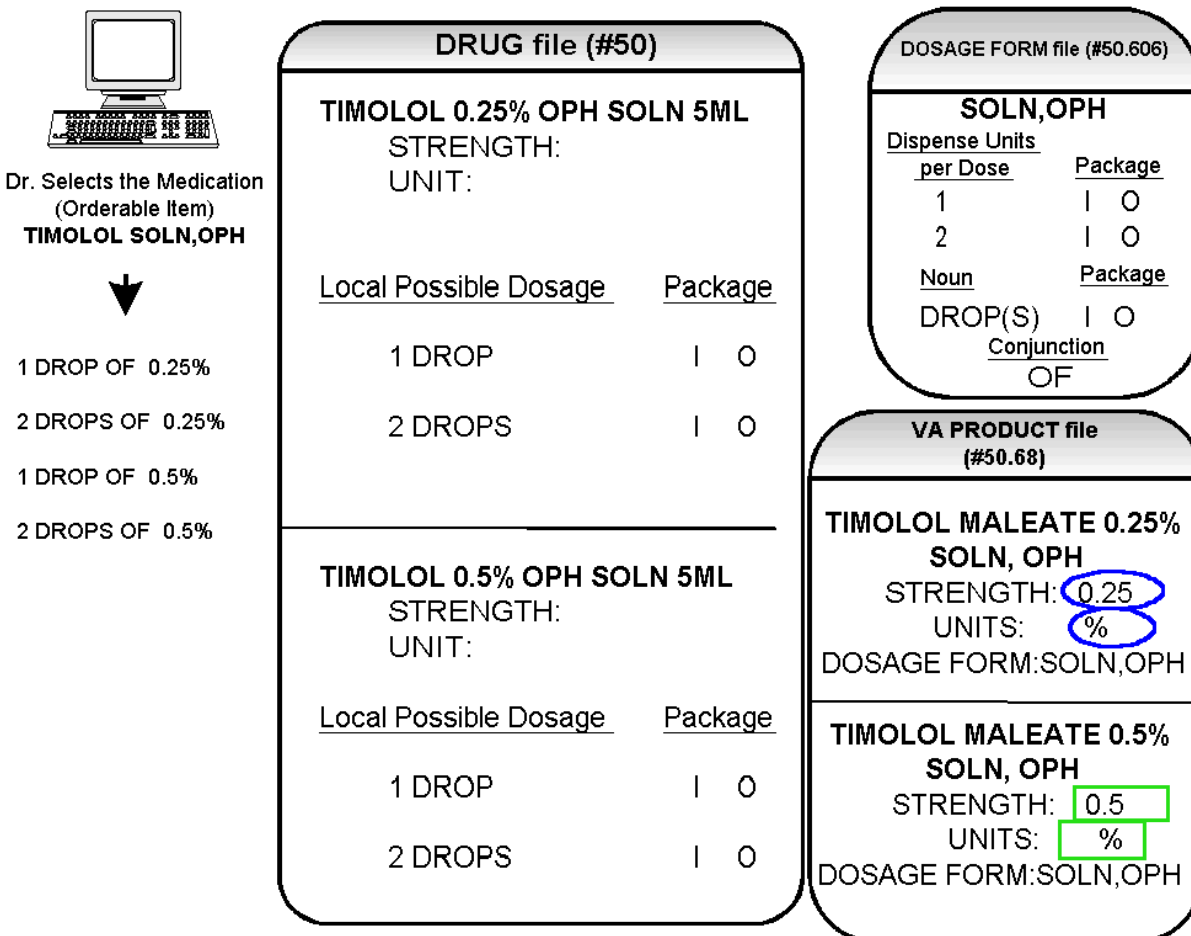 Dr. Selects the Medication
(Orderable Item)
TIMOLOL SOLN,OPH
1 DROP OF 0.25%
2 DROPS OF 0.25%
1 DROP OF 0.5%
2 DROPS OF 0.5%
DRUG file (#50)
TIMOLOL 0.25% OPH SOLN 5ML
STRENGTH:
UNIT:
Local Possible Dosage Package
1 DROP I O
2 DROPS I O
TIMOLOL 0.5% OPH SOLN 5ML
STRENGTH:
UNIT:
Local Possible Dosage Package
1 DROP I O
2 DROPS I O
DOSAGE FORM file (#50.606)
SOLN,OPH
Dispense Units
per Dose Package
1 I O
2 I O
Noun Package
DROP(S) I O
Conjunction
OF
VA PRODUCT file
(#50.68)
TIMOLOL MALEATE 0.25%
SOLN, OPH
STRENGTH: 0.25
UNITS: %
DOSAGE FORM:SOLN,OPH
TIMOLOL MALEATE 0.5%
SOLN, OPH
STRENGTH: 0.5
UNITS: %
DOSAGE FORM:SOLN,OPH